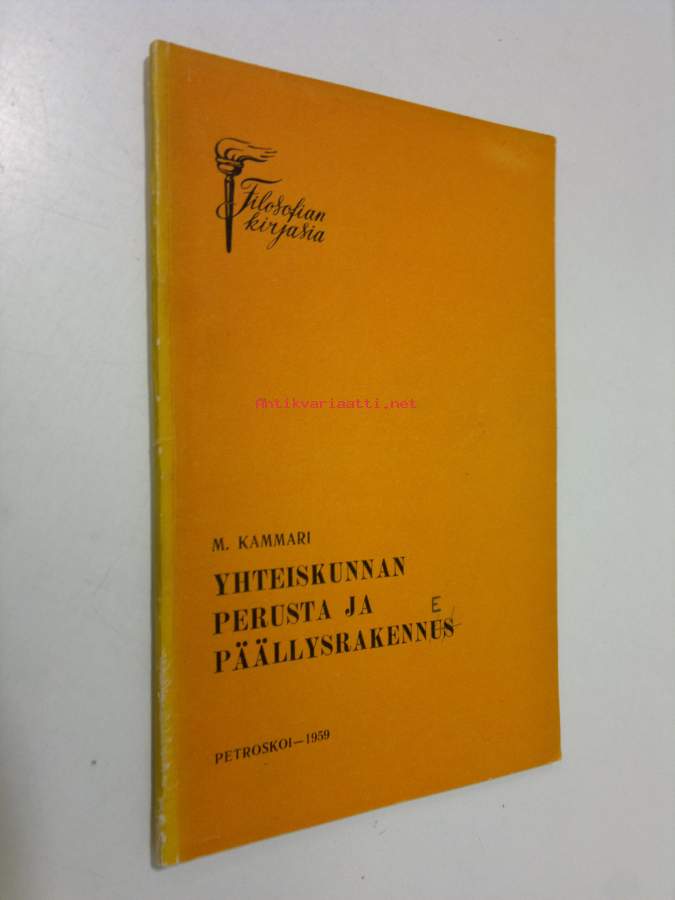 Filosofian
kirjasia
Antikvariaatti.net
M. KAMMARI
YHTEISKUNNAN
PERUSTA JA
E
PÄÄLLYSRAKENNUS
PETROSKOI—1959